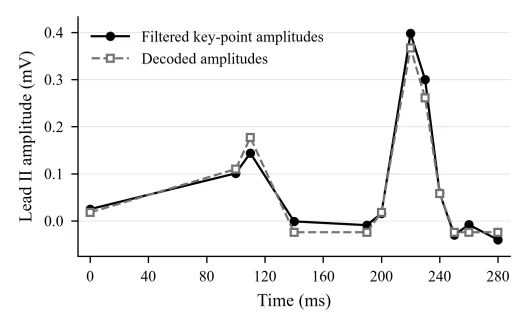 Filtered key-point amplitudes
Decoded amplitudes
Lead II amplitude (mV)
0.4
0.3
0.2
0.1
0.0
0 40 80 120 160 200 240 280
Time (ms)